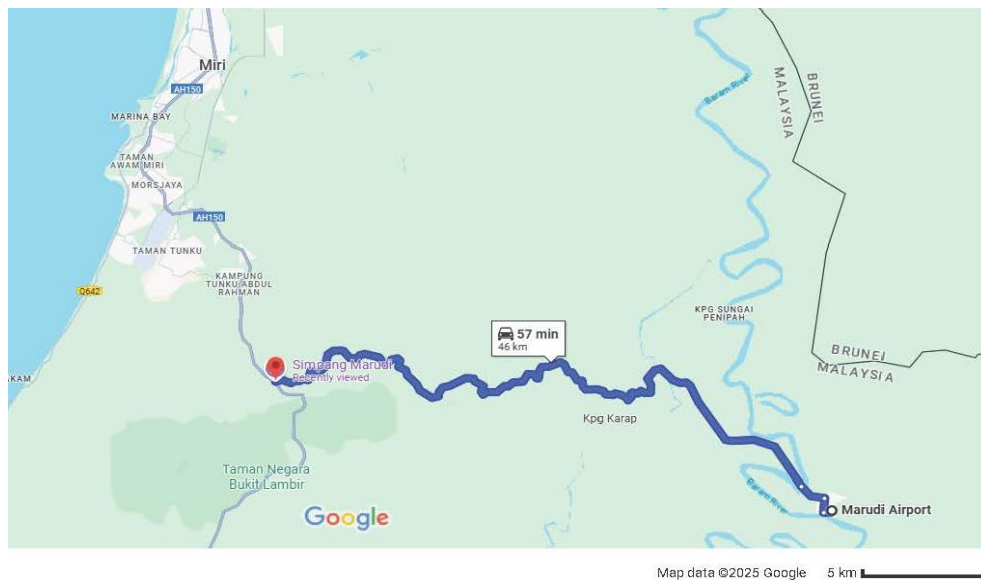 Miri
AH150
MARINA BAY
TAMAN
AWAM MIRI
MORSJAYA
AH150
TAMAN TUNKU
KAMPUNG
TUNKU ABDUL
RAHMAN
Q642
AKAM
Simpang Marudi
Recently viewed
57 min
46 km
Kpg Karap
Taman Negara
Bukit Lambir
Google
Baram River
BRUNEI
MALAYSIA
KPG SUNGAI
PENIPAH
BRUNEI
MALAYSIA
Baram River
Marudi Airport
Map data ©2025 Google 5 km